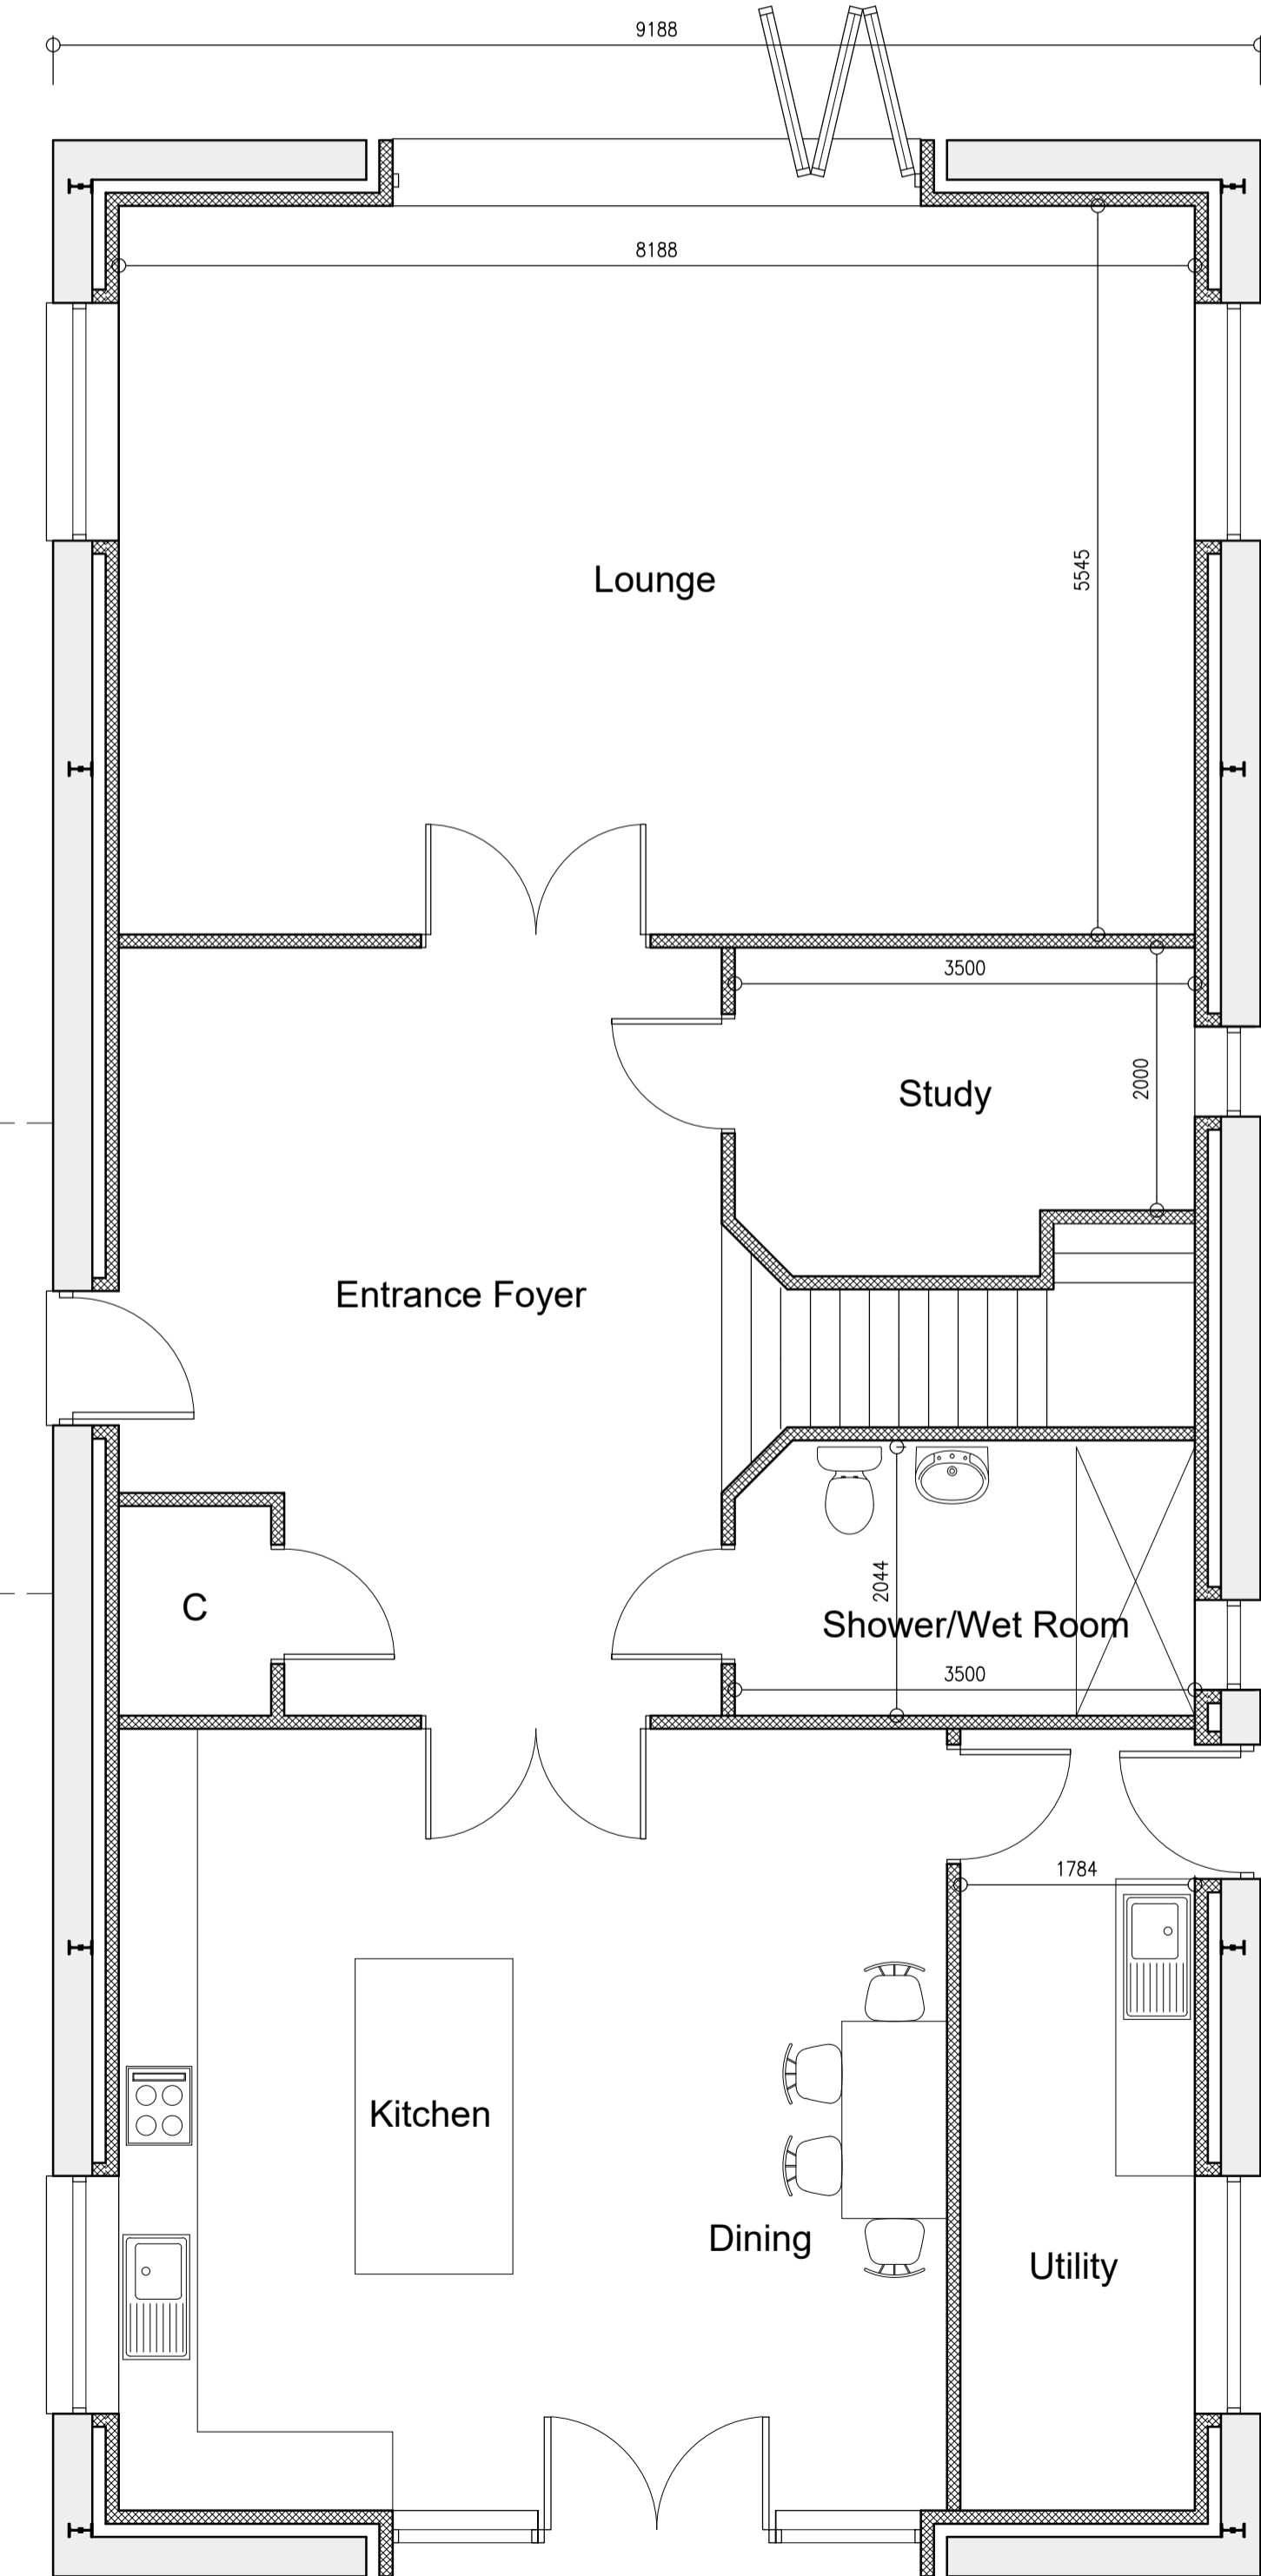 9188
8188
Lounge
5545
3500
Study
2000
Entrance Foyer
C
2044
Shower/Wet Room
3500
1784
Kitchen
Dining
Utility